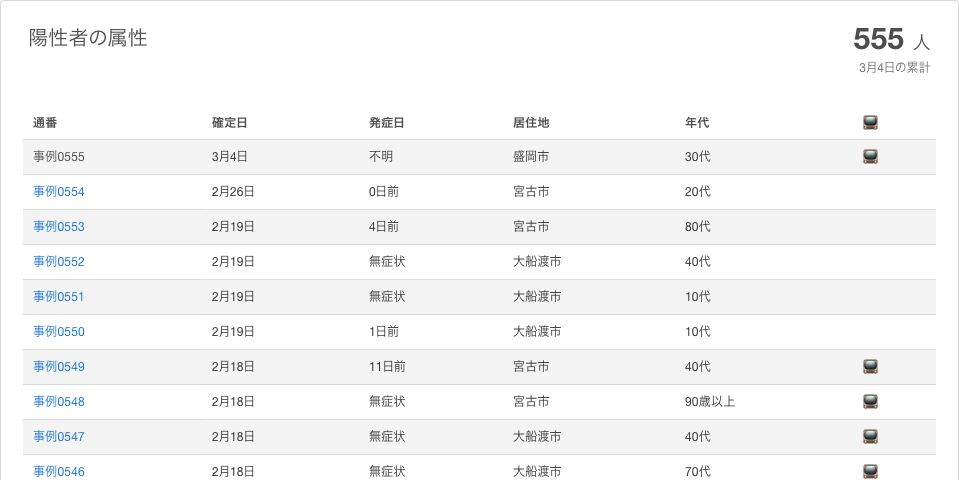 陽性者の属性 555 人
3月4日の累計
通番 確定日 発症日 居住地 年代
事例0555 3月4日 不明 盛岡市 30代
事例0554 2月26日 0日前 宮古市 20代
事例0553 2月19日 4日前 宮古市 80代
事例0552 2月19日 無症状 大船渡市 40代
事例0551 2月19日 無症状 大船渡市 10代
事例0550 2月19日 1日前 大船渡市 10代
事例0549 2月18日 11日前 宮古市 40代
事例0548 2月18日 無症状 宮古市 90歳以上
事例0547 2月18日 無症状 大船渡市 40代
事例0546 2月18日 無症状 大船渡市 70代